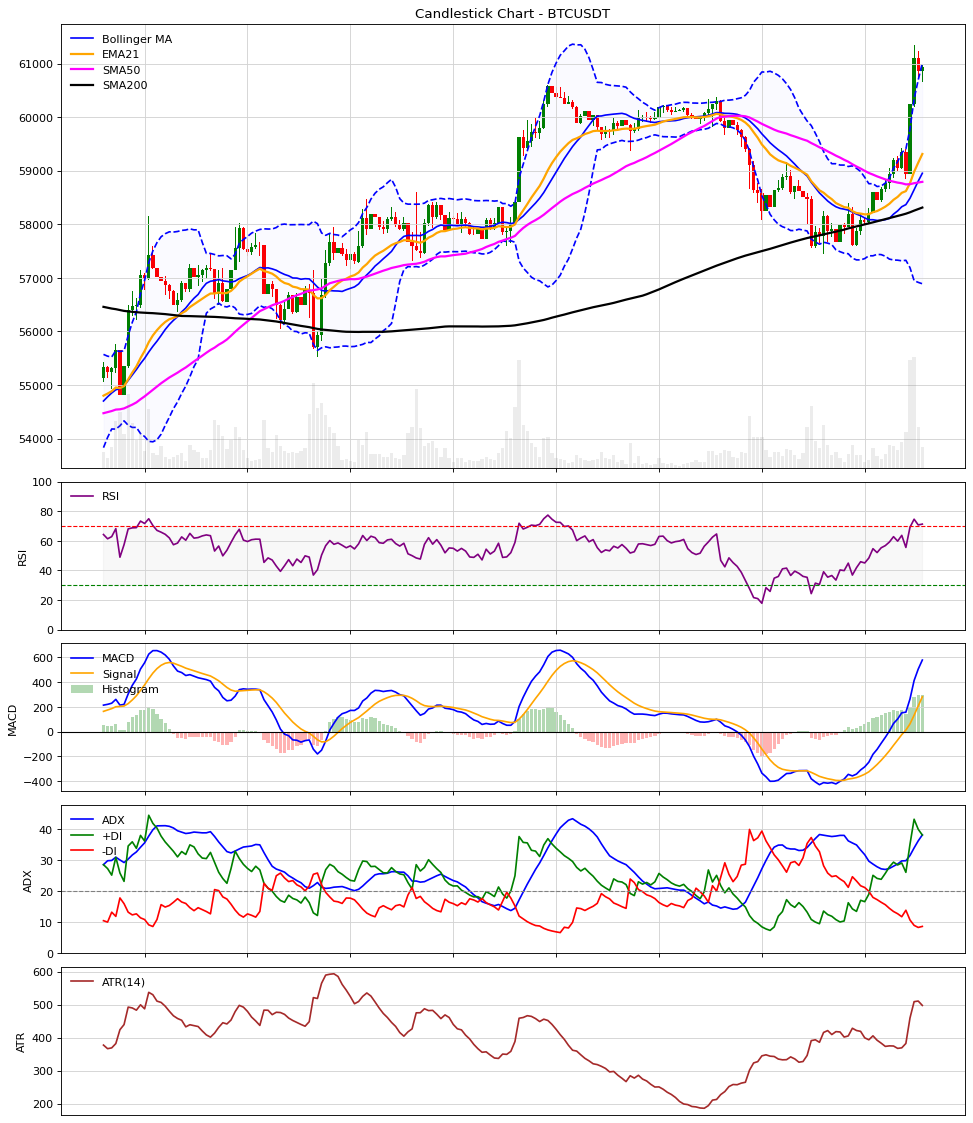 Candlestick Chart - BTCUSDT
Bollinger MA
EMA21
SMA50
SMA200
61000
60000
59000
58000
57000
56000
55000
54000
RSI
RSI
100
80
60
40
20
0
MACD
Signal
Histogram
MACD
600
400
200
0
−200
−400
ADX
+DI
-DI
ADX
40
30
20
10
0
ATR(14)
ATR
600
500
400
300
200